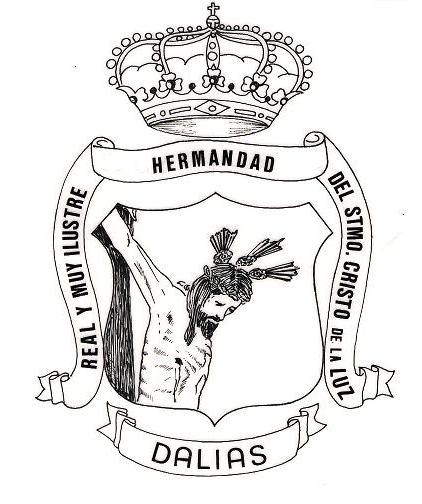 REAL Y MUY ILUSTRE
HERMANDAD
DEL STMO. CRISTO DE LA LUZ
DALIAS